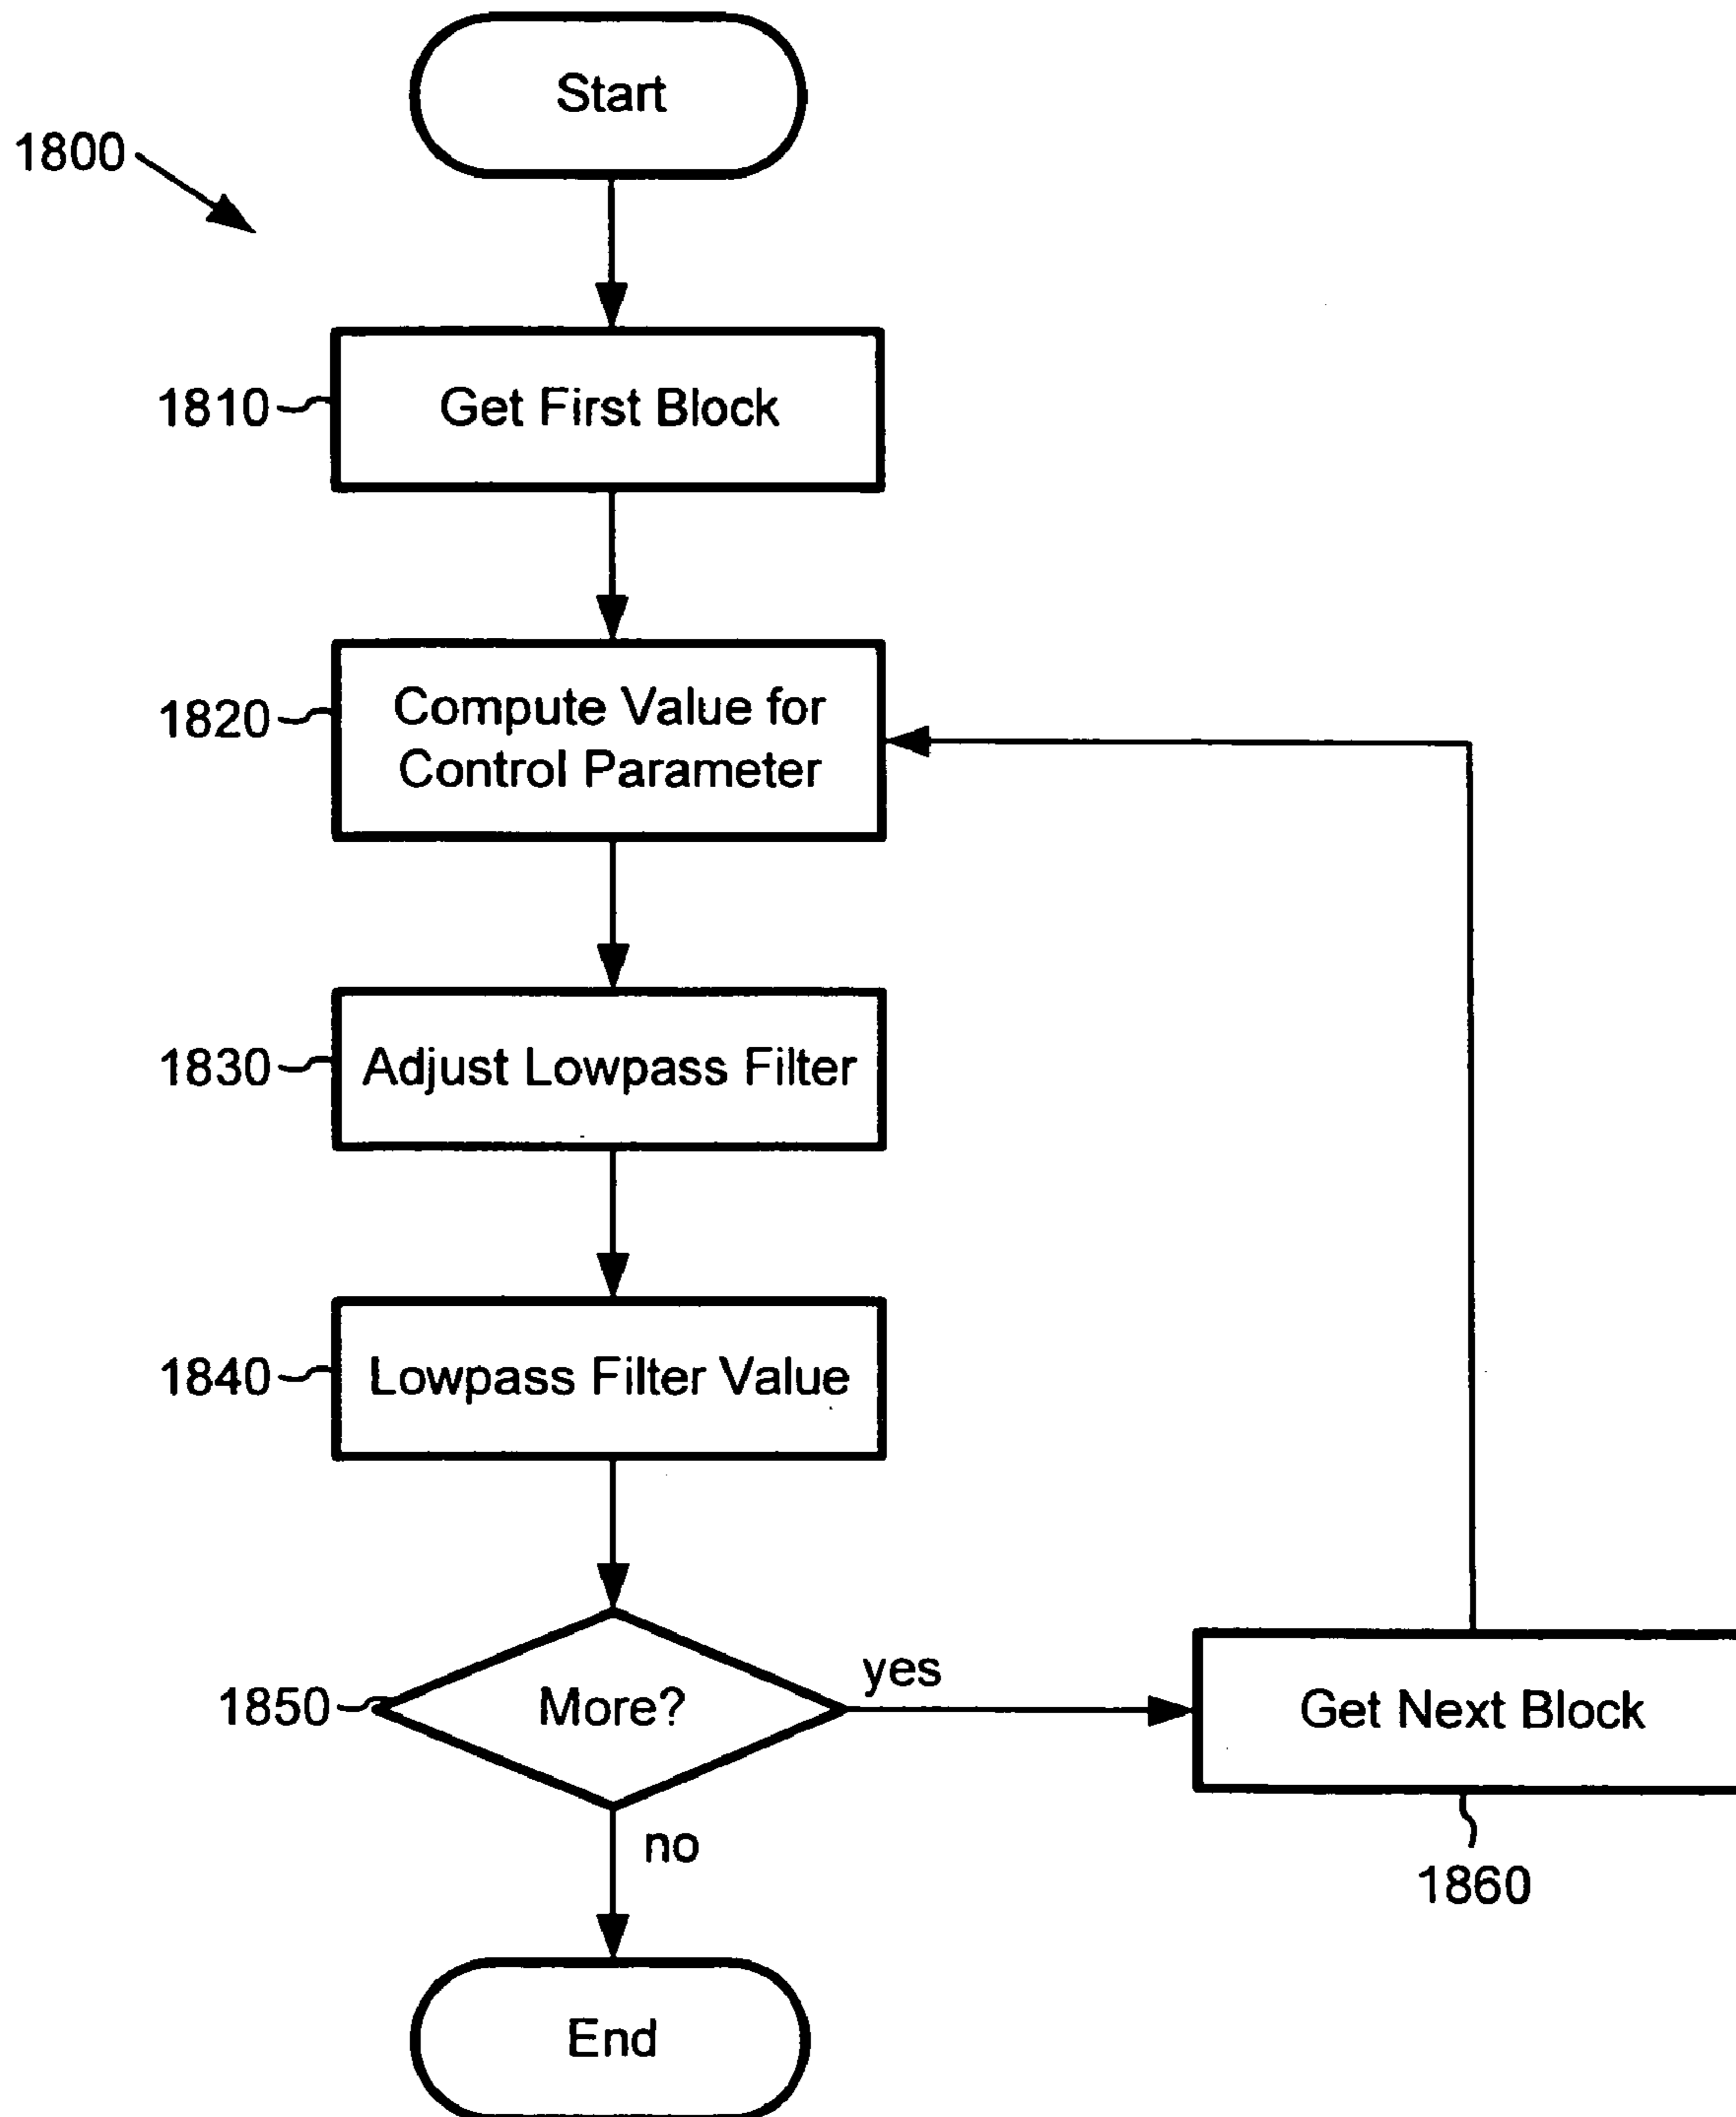 Start
1800
1810
Get First Block
1820
Compute Value for
Control Parameter
1830
Adjust Lowpass Filter
1840
Lowpass Filter Value
1850
More?
yes
Get Next Block
no
1860
End